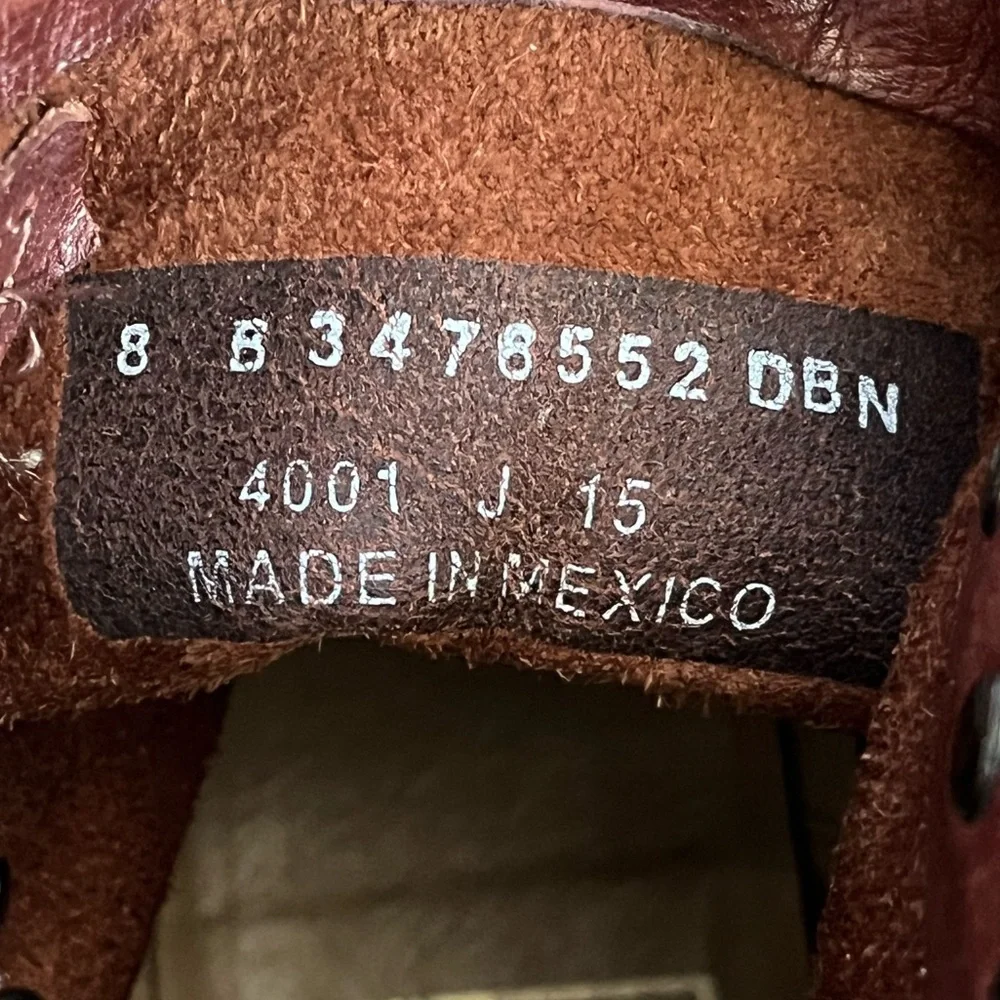 8 B 3478552 DBN
4001 J 15
MADE IN MEXICO